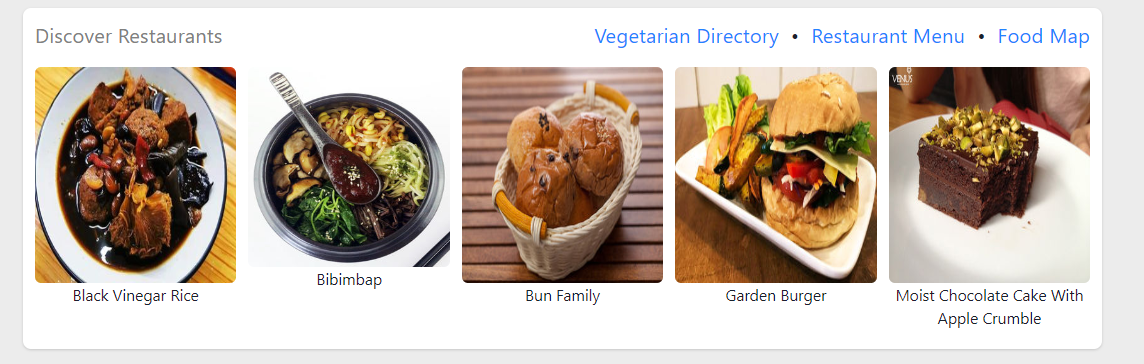 Discover Restaurants
Vegetarian Directory • Restaurant Menu • Food Map
VENUS
Black Vinegar Rice
Bibimbap
Bun Family
Garden Burger
Moist Chocolate Cake With
Apple Crumble